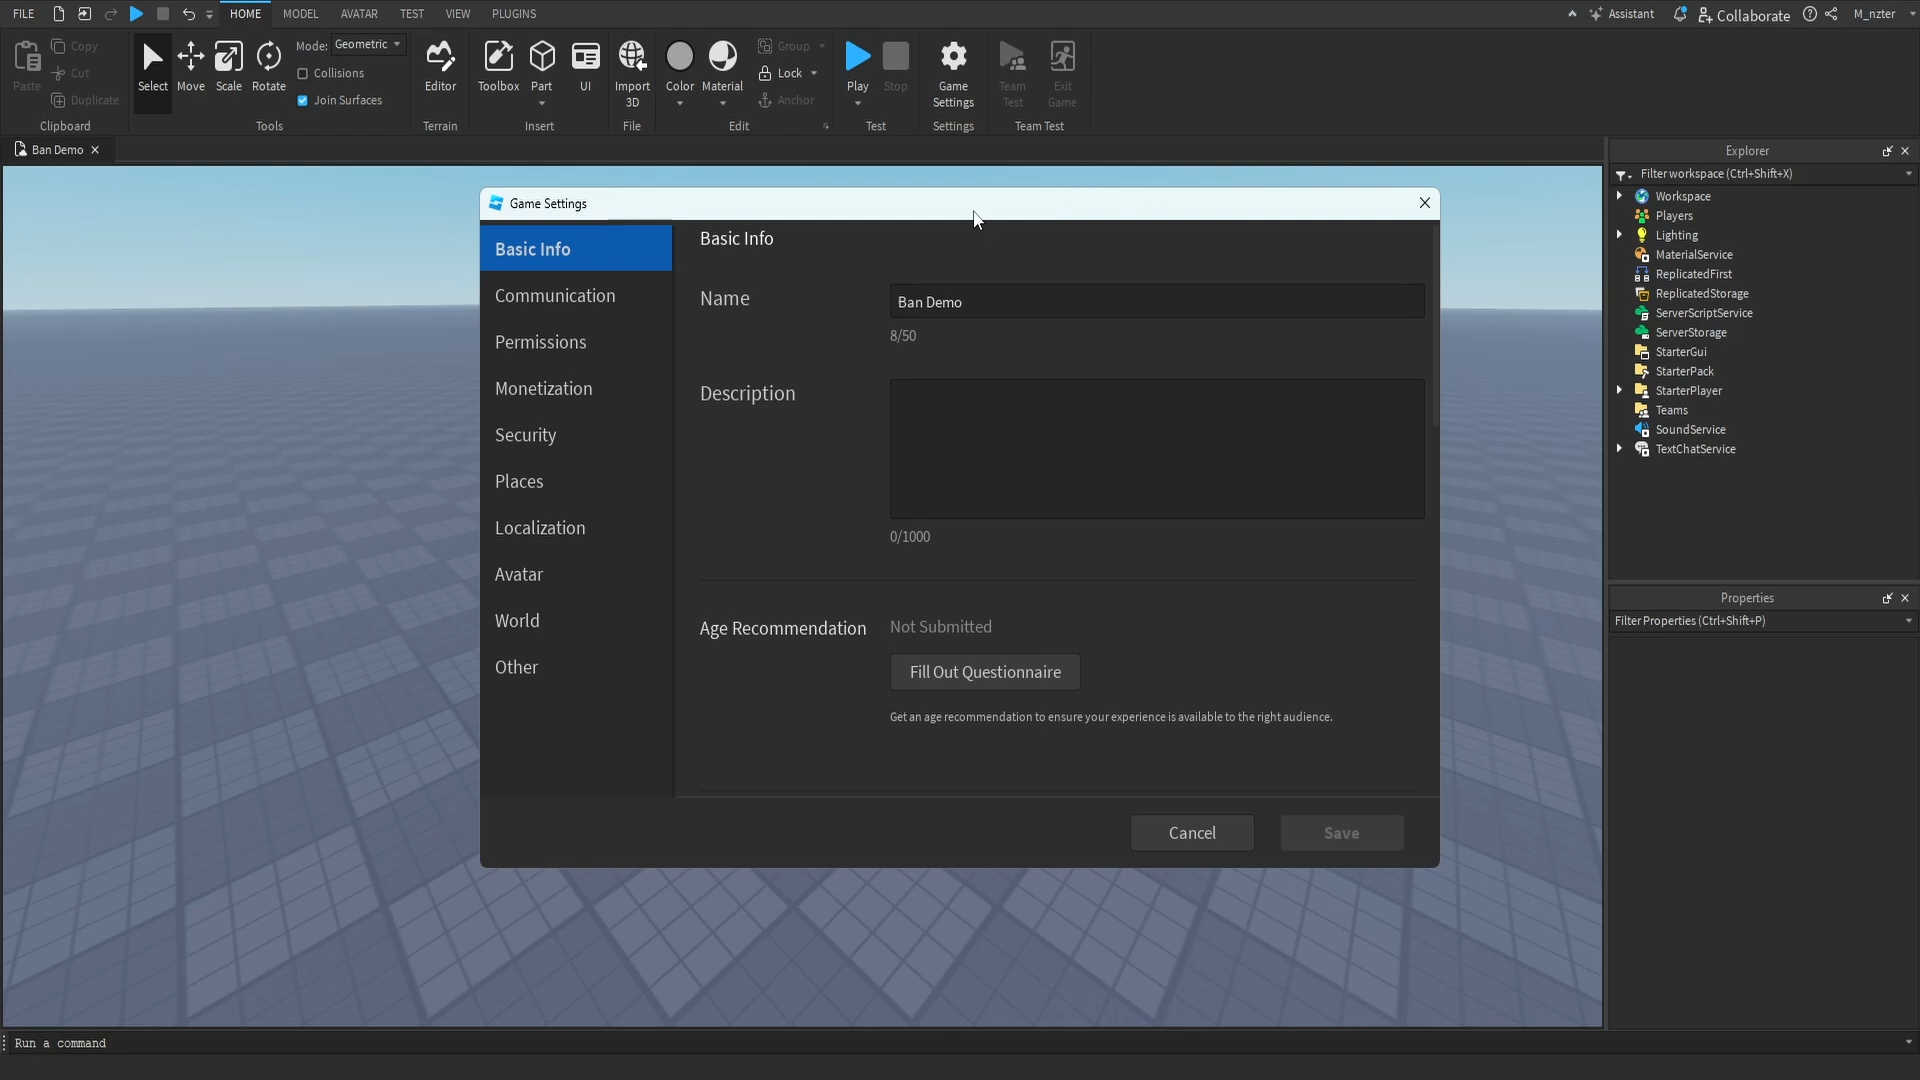 FILE HOME MODEL AVATAR TEST VIEW PLUGINS Assistant Collaborate M_nzter
Paste Copy Cut Duplicate Clipboard
Select Move Scale Rotate Mode: Geometric Collisions Join Surfaces Tools
Editor Terrain
Toolbox Part UI Insert
Import 3D File
Color Material Group Lock Anchor Edit
Play Stop Test
Game Settings Settings
Team Test Exit Game Team Test
Ban Demo
Game Settings
Basic Info
Communication
Permissions
Monetization
Security
Places
Localization
Avatar
World
Other
Basic Info
Name Ban Demo
8/50
Description
0/1000
Age Recommendation Not Submitted
Fill Out Questionnaire
Get an age recommendation to ensure your experience is available to the right audience.
Cancel Save
Explorer
Filter workspace (Ctrl+Shift+X)
Workspace
Players
Lighting
MaterialService
ReplicatedFirst
ReplicatedStorage
ServerScriptService
ServerStorage
StarterGui
StarterPack
StarterPlayer
Teams
SoundService
TextChatService
Properties
Filter Properties (Ctrl+Shift+P)
Run a command